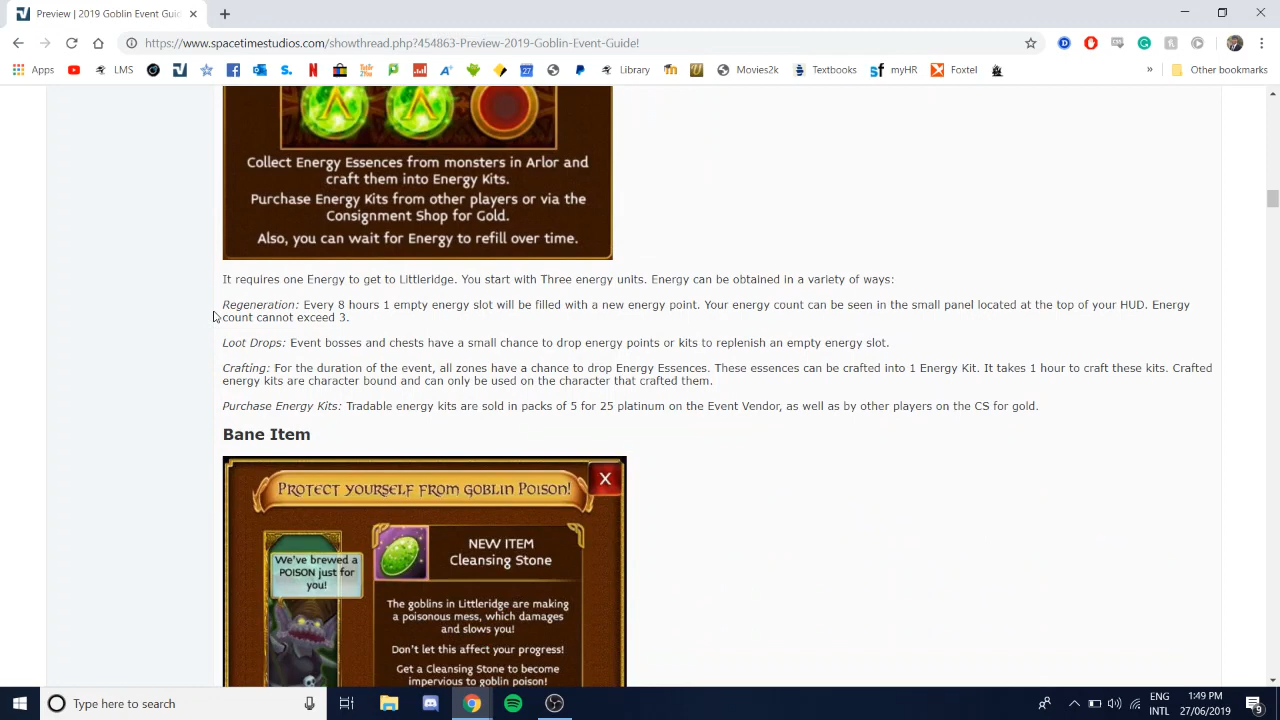 Preview | 2019 Goblin Event Guid
https://www.spacetimestudios.com/showthread.php?454863-Preview-2019-Goblin-Event-Guide!
Apps LMS Library 27 Movies2k Textbooks myHR Foxtel » Other bookmarks
Collect Energy Essences from monsters in Arlor and
craft them into Energy Kits.
Purchase Energy Kits from other players or via the
Consignment Shop for Gold.
Also, you can wait for Energy to refill over time.
It requires one Energy to get to Littleridge. You start with Three energy units. Energy can be obtained in a variety of ways:
Regeneration: Every 8 hours 1 empty energy slot will be filled with a new energy point. Your energy count can be seen in the small panel located at the top of your HUD. Energy
count cannot exceed 3.
Loot Drops: Event bosses and chests have a small chance to drop energy points or kits to replenish an empty energy slot.
Crafting: For the duration of the event, all zones have a chance to drop Energy Essences. These essences can be crafted into 1 Energy Kit. It takes 1 hour to craft these kits. Crafted
energy kits are character bound and can only be used on the character that crafted them.
Purchase Energy Kits: Tradable energy kits are sold in packs of 5 for 25 platinum on the Event Vendor, as well as by other players on the CS for gold.
Bane Item
PROTECT YOURSELF FROM GOBLIN POISON!
X
We've brewed a
POISON just for
you!
NEW ITEM
Cleansing Stone
The goblins in Littleridge are making
a poisonous mess, which damages
and slows you!
Don't let this affect your progress!
Get a Cleansing Stone to become
impervious to goblin poison!
Type here to search
ENG
INTL
1:49 PM
27/06/2019
9